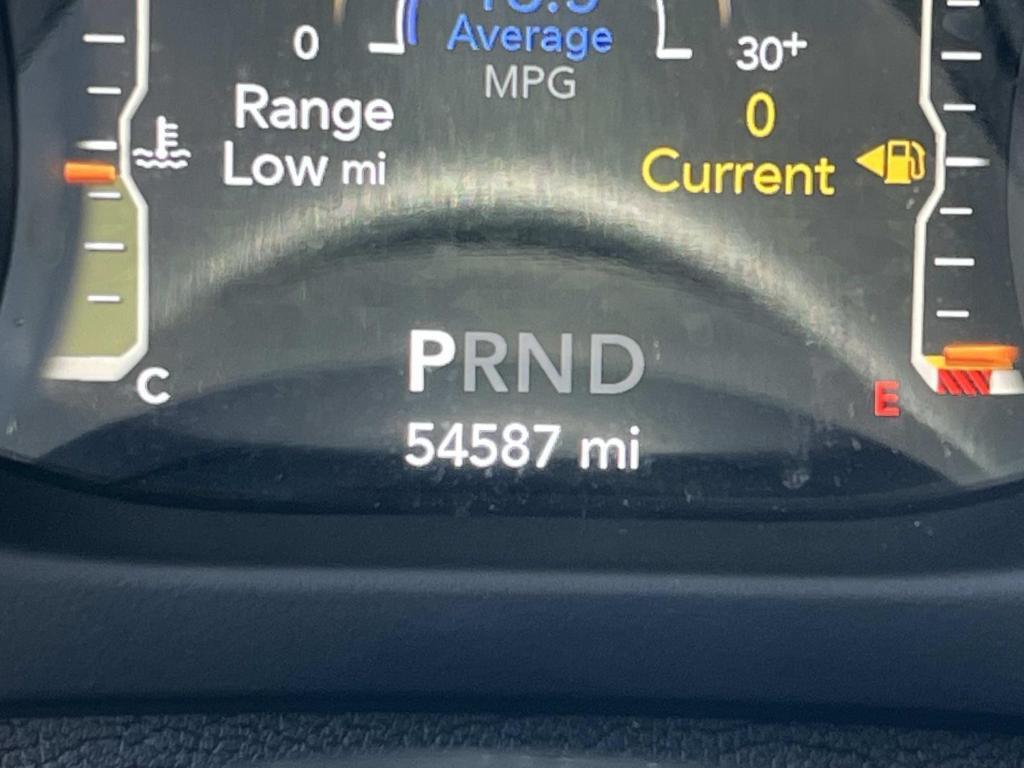 Average
0
30+
MPG
Range
0
Low mi
Current
PRND
C
E
54587 mi